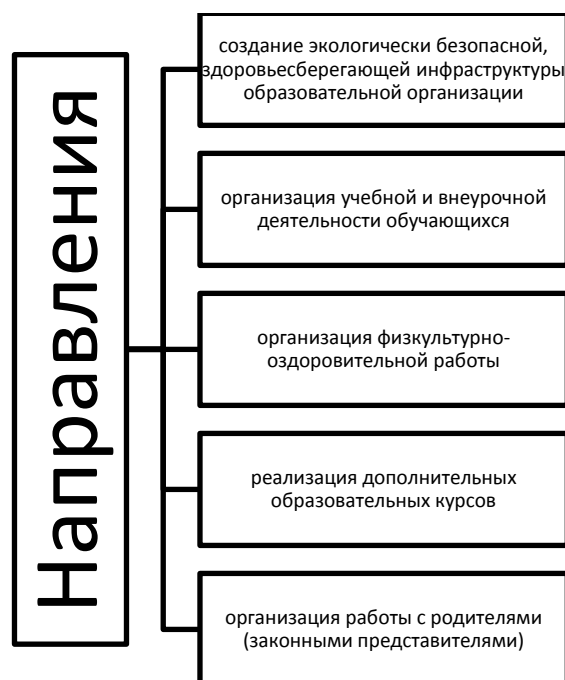 Направления
создание экологически безопасной,
здоровьесберегающей инфраструктуры
образовательной организации
организация учебной и внеурочной
деятельности обучающихся
организация физкультурно-
оздоровительной работы
реализация дополнительных
образовательных курсов
организация работы с родителями
(законными представителями)